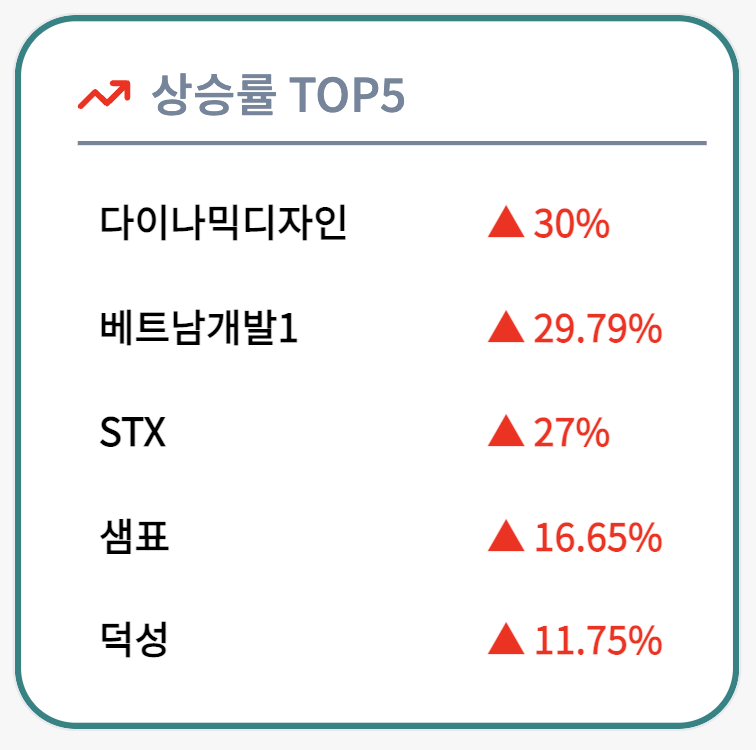 상승률 TOP5
다이나믹디자인 ▲ 30%
베트남개발1 ▲ 29.79%
STX ▲ 27%
샘표 ▲ 16.65%
덕성 ▲ 11.75%